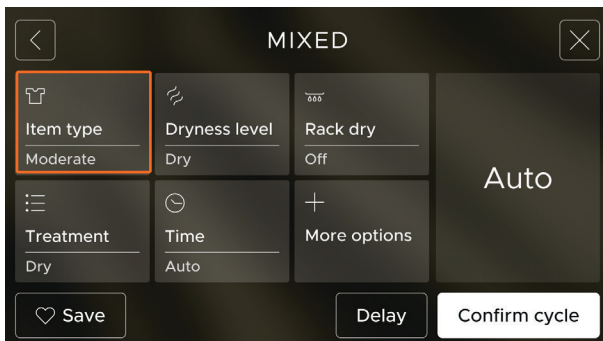 MIXED
Item type
Moderate
Dryness level
Dry
Rack dry
Off
Auto
Treatment
Dry
Time
Auto
More options
Save
Delay
Confirm cycle